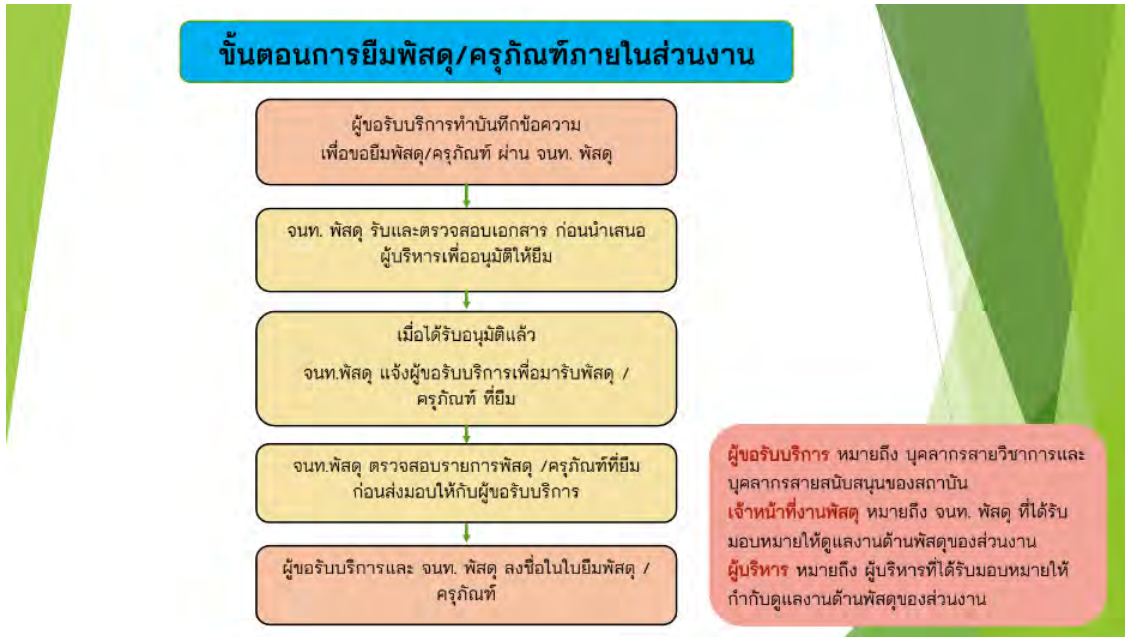 ขั้นตอนการยืมพัสดุ/ครุภัณฑ์ภายในส่วนงาน
ผู้ขอรับบริการทำบันทึกข้อความ
เพื่อขอยืมพัสดุ/ครุภัณฑ์ ผ่าน จนท. พัสดุ
จนท. พัสดุ รับและตรวจสอบเอกสาร ก่อนนำเสนอ
ผู้บริหารเพื่ออนุมัติให้ยืม
เมื่อได้รับอนุมัติแล้ว
จนท.พัสดุ แจ้งผู้ขอรับบริการเพื่อมารับพัสดุ /
ครุภัณฑ์ ที่ยืม
จนท.พัสดุ ตรวจสอบรายการพัสดุ /ครุภัณฑ์ที่ยืม
ก่อนส่งมอบให้กับผู้ขอรับบริการ
ผู้ขอรับบริการและ จนท. พัสดุ ลงชื่อในใบยืมพัสดุ /
ครุภัณฑ์
ผู้ขอรับบริการ หมายถึง บุคลากรสายวิชาการและ
บุคลากรสายสนับสนุนของสถาบัน
เจ้าหน้าที่งานพัสดุ หมายถึง จนท. พัสดุ ที่ได้รับ
มอบหมายให้ดูแลงานด้านพัสดุของส่วนงาน
ผู้บริหาร หมายถึง ผู้บริหารที่ได้รับมอบหมายให้
กำกับดูแลงานด้านพัสดุของส่วนงาน